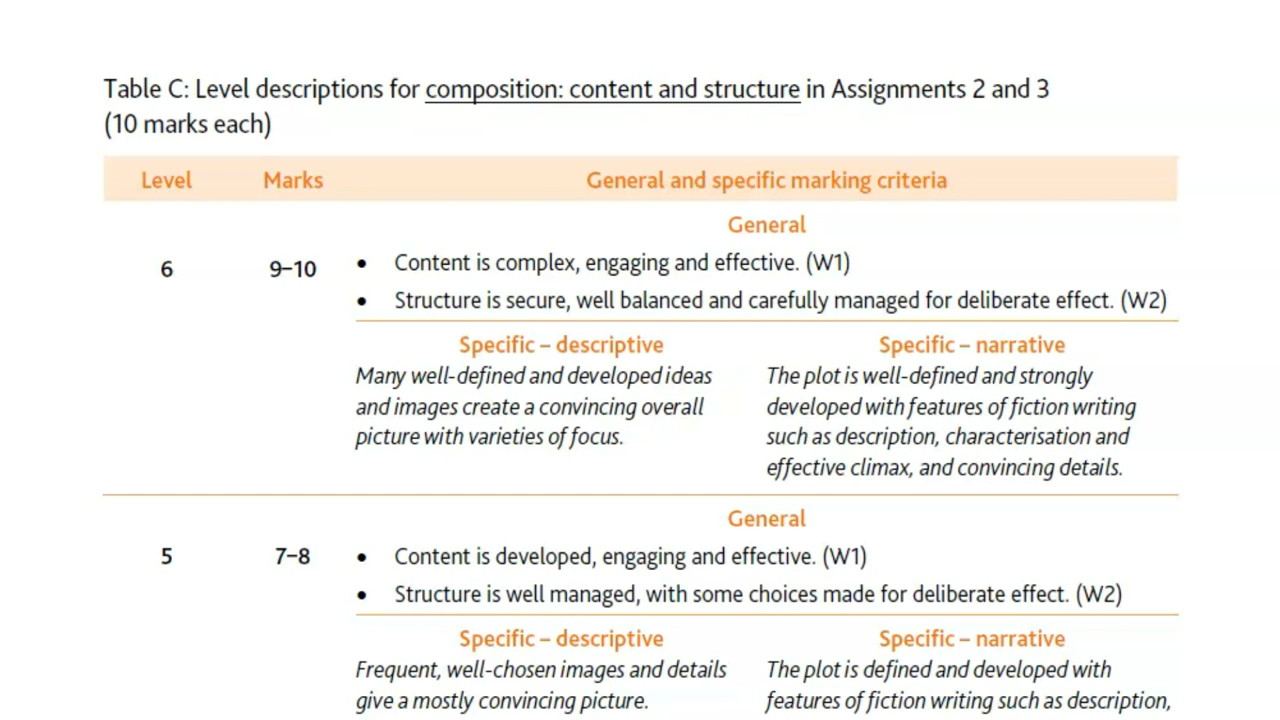 Table C: Level descriptions for composition: content and structure in Assignments 2 and 3
(10 marks each)
Level Marks General and specific marking criteria
General
6 9–10 • Content is complex, engaging and effective. (W1)
• Structure is secure, well balanced and carefully managed for deliberate effect. (W2)
Specific – descriptive Specific – narrative
Many well-defined and developed ideas The plot is well-defined and strongly
and images create a convincing overall developed with features of fiction writing
picture with varieties of focus. such as description, characterisation and
effective climax, and convincing details.
General
5 7–8 • Content is developed, engaging and effective. (W1)
• Structure is well managed, with some choices made for deliberate effect. (W2)
Specific – descriptive Specific – narrative
Frequent, well-chosen images and details The plot is defined and developed with
give a mostly convincing picture. features of fiction writing such as description,